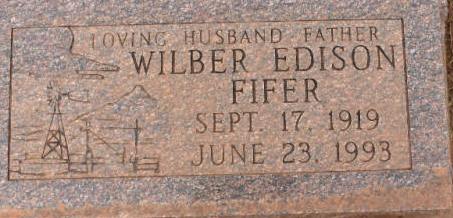 LOVING HUSBAND FATHER
WILBER EDISON
FIFER
SEPT. 17, 1919
JUNE 23, 1993